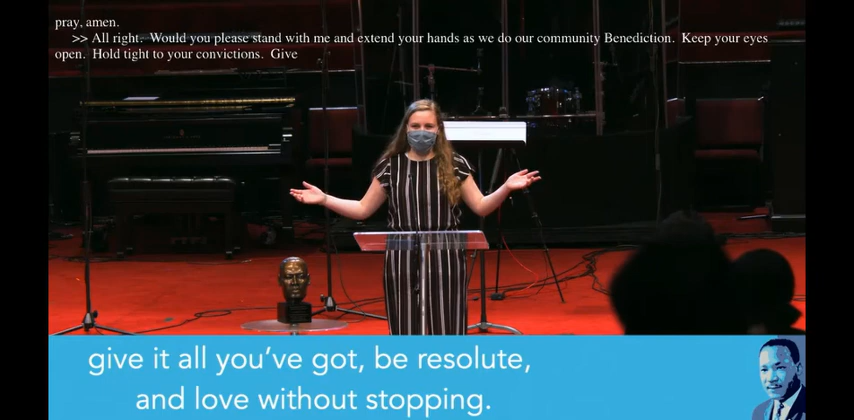 pray, amen.
>> All right. Would you please stand with me and extend your hands as we do our community Benediction. Keep your eyes
open. Hold tight to your convictions. Give
give it all you've got, be resolute,
and love without stopping.